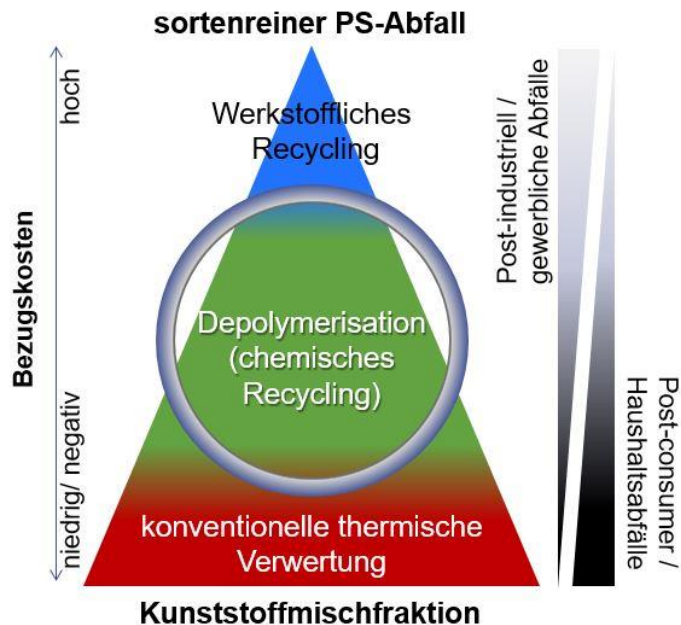 sortenreiner PS-Abfall
hoch
Werkstoffliches
Recycling
Post-industriell /
gewerbliche Abfälle
Bezugskosten
Depolymerisation
(chemisches
Recycling)
niedrig/ negativ
Post-consumer /
Haushaltsabfälle
konventionelle thermische
Verwertung
Kunststoffmischfraktion